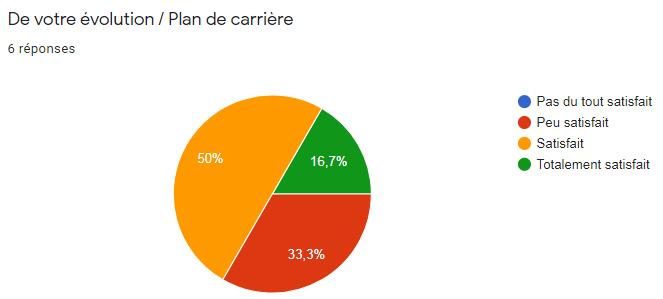 De votre évolution / Plan de carrière
6 réponses
Pas du tout satisfait
Peu satisfait
Satisfait
Totalement satisfait
50%
16,7%
33,3%